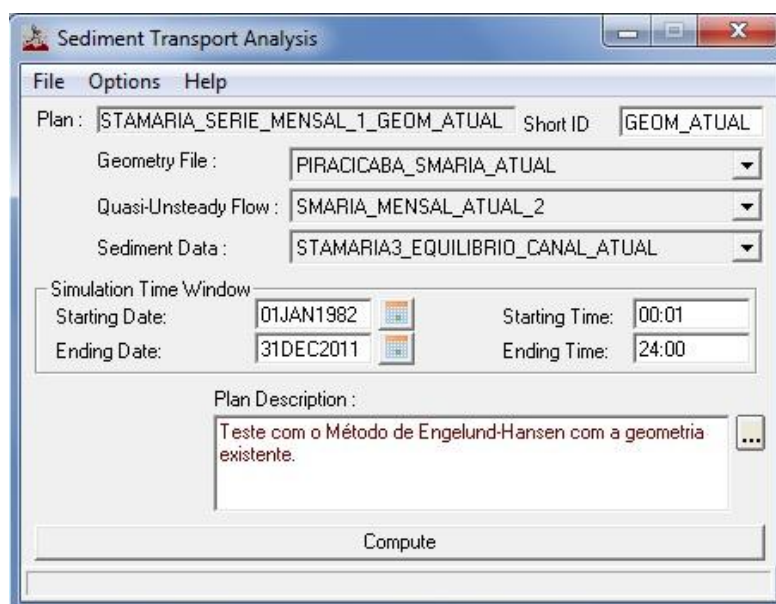 Sediment Transport Analysis
File Options Help
Plan : STAMARIA_SERIE_MENSAL_1_GEOM_ATUAL Short ID GEOM_ATUAL
Geometry File : PIRACICABA_SMARIA_ATUAL
Quasi-Unsteady Flow : SMARIA_MENSAL_ATUAL_2
Sediment Data : STAMARIA3_EQUILIBRIO_CANAL_ATUAL
Simulation Time Window
Starting Date: 01JAN1982 Starting Time: 00:01
Ending Date: 31DEC2011 Ending Time: 24:00
Plan Description :
Teste com o Método de Engelund-Hansen com a geometria
existente.
...
Compute